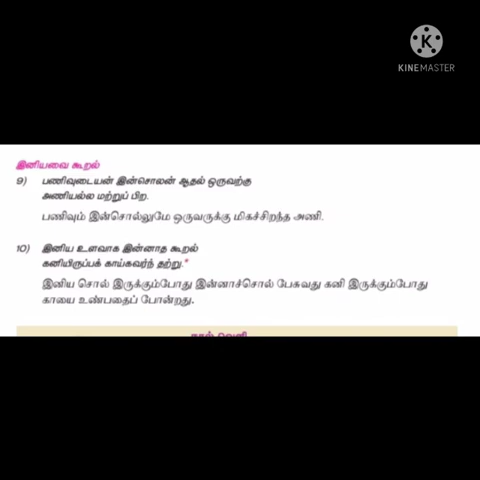 KINEMASTER
இனியவை கூறல்
9) பணிவுடையன் இன்சொலன் ஆதல் ஒருவற்கு
அணியல்ல மற்றுப் பிற.
பணிவும் இன்சொல்லுமே ஒருவருக்கு மிகச்சிறந்த அணி.
10) இனிய உளவாக இன்னாத கூறல்
கனியிருப்பக் காய்கவர்ந் தற்று.*
இனிய சொல் இருக்கும்போது இன்னாச்சொல் பேசுவது கனி இருக்கும்போது
காயை உண்பதைப் போன்றது.